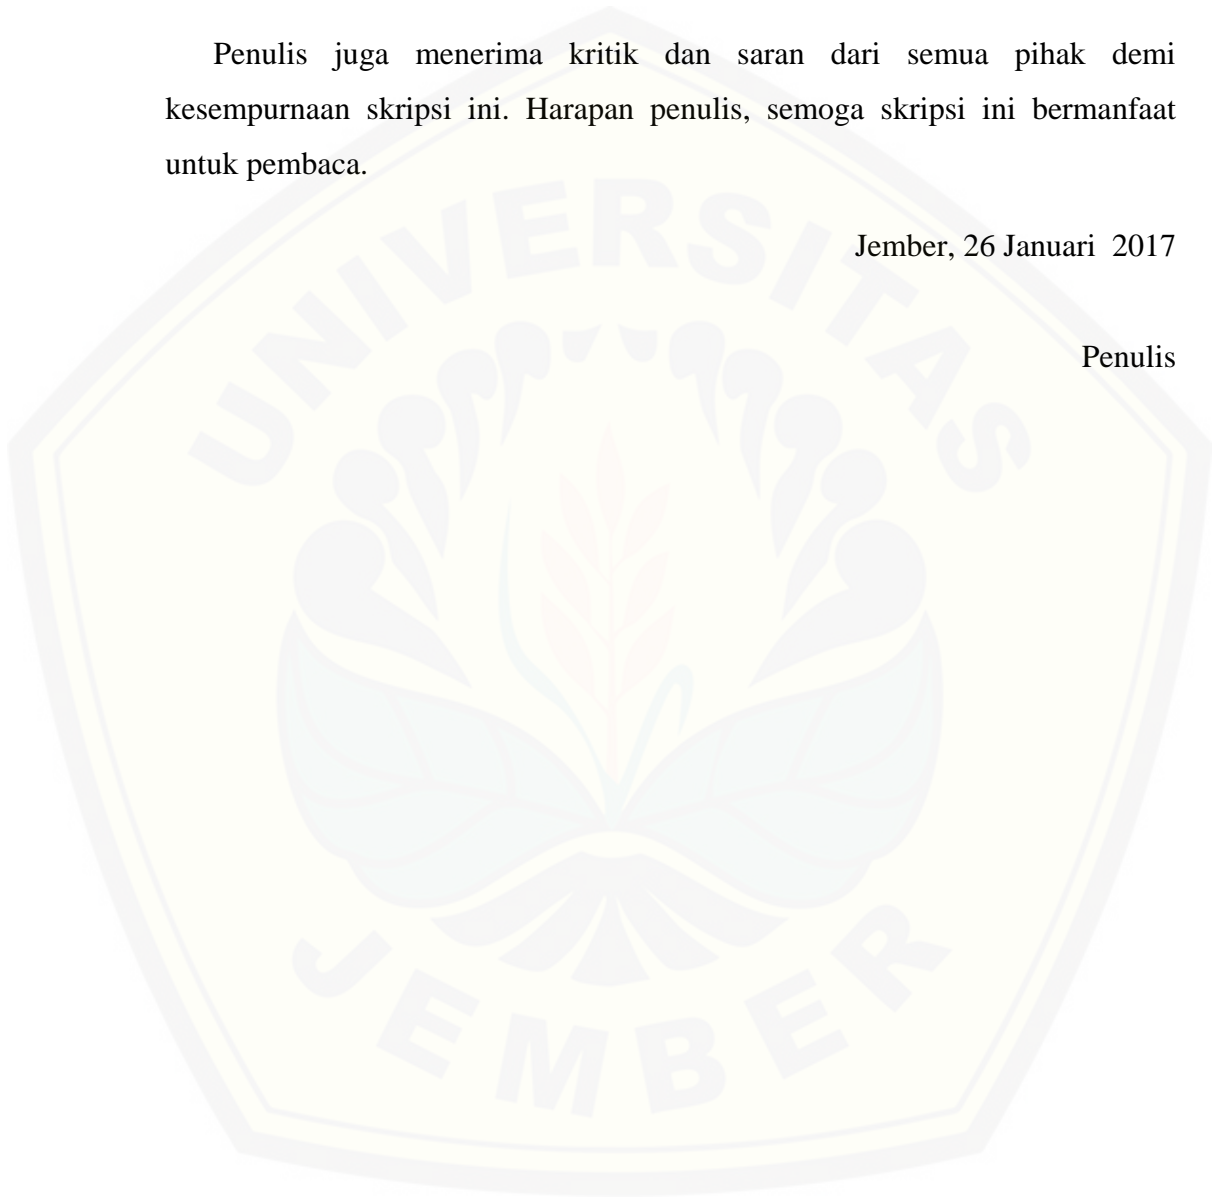 Penulis juga menerima kritik dan saran dari semua pihak demi
kesempurnaan skripsi ini. Harapan penulis, semoga skripsi ini bermanfaat
untuk pembaca.
Jember, 26 Januari  2017
Penulis
UNIVERSITAS
JEMBER